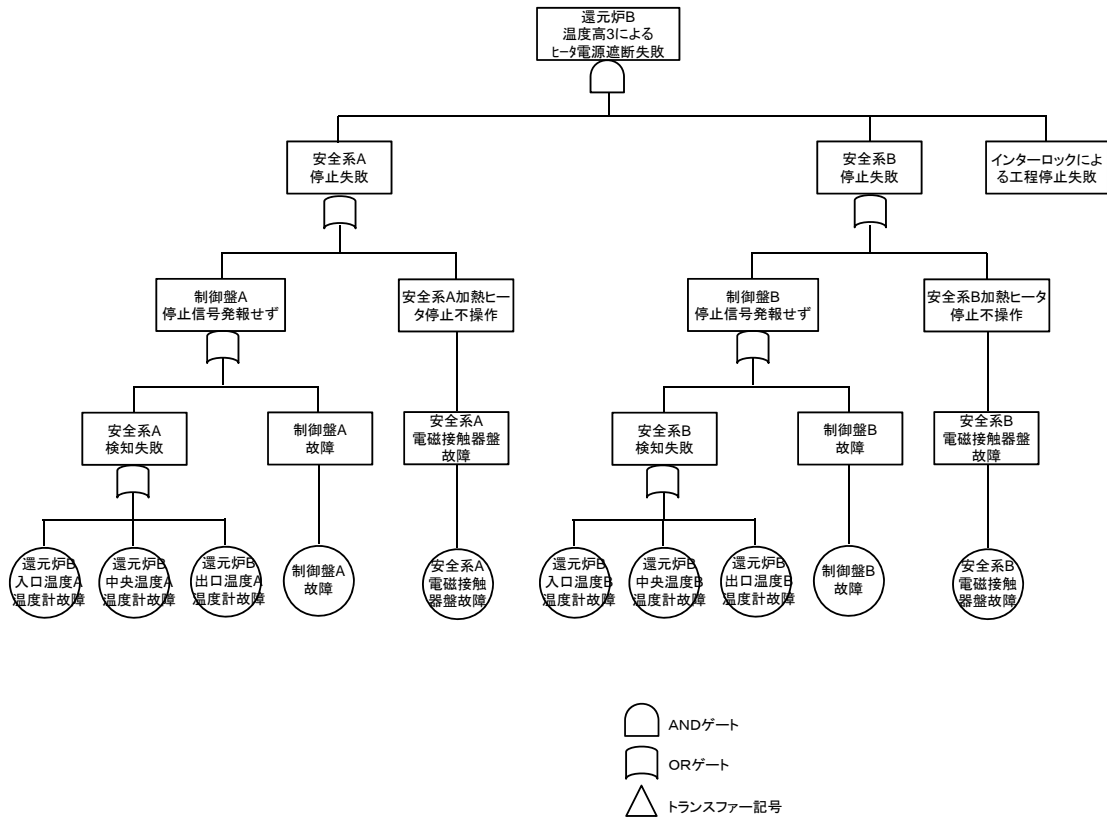 還元炉B
温度高3による
ﾋｰﾀ電源遮断失敗
安全系A
停止失敗
安全系B
停止失敗
インターロックによ
る工程停止失敗
制御盤A
停止信号発報せず
安全系A加熱ヒー
タ停止不操作
制御盤B
停止信号発報せず
安全系B加熱ヒータ
停止不操作
安全系A
検知失敗
制御盤A
故障
安全系A
電磁接触器盤
故障
安全系B
検知失敗
制御盤B
故障
安全系B
電磁接触器盤
故障
還元炉B
入口温度A
温度計故障
還元炉B
中央温度A
温度計故障
還元炉B
出口温度A
温度計故障
制御盤A
故障
安全系A
電磁接触
器盤故障
還元炉B
入口温度B
温度計故障
還元炉B
中央温度B
温度計故障
還元炉B
出口温度B
温度計故障
制御盤B
故障
安全系B
電磁接触
器盤故障
ANDゲート
ORゲート
トランスファー記号